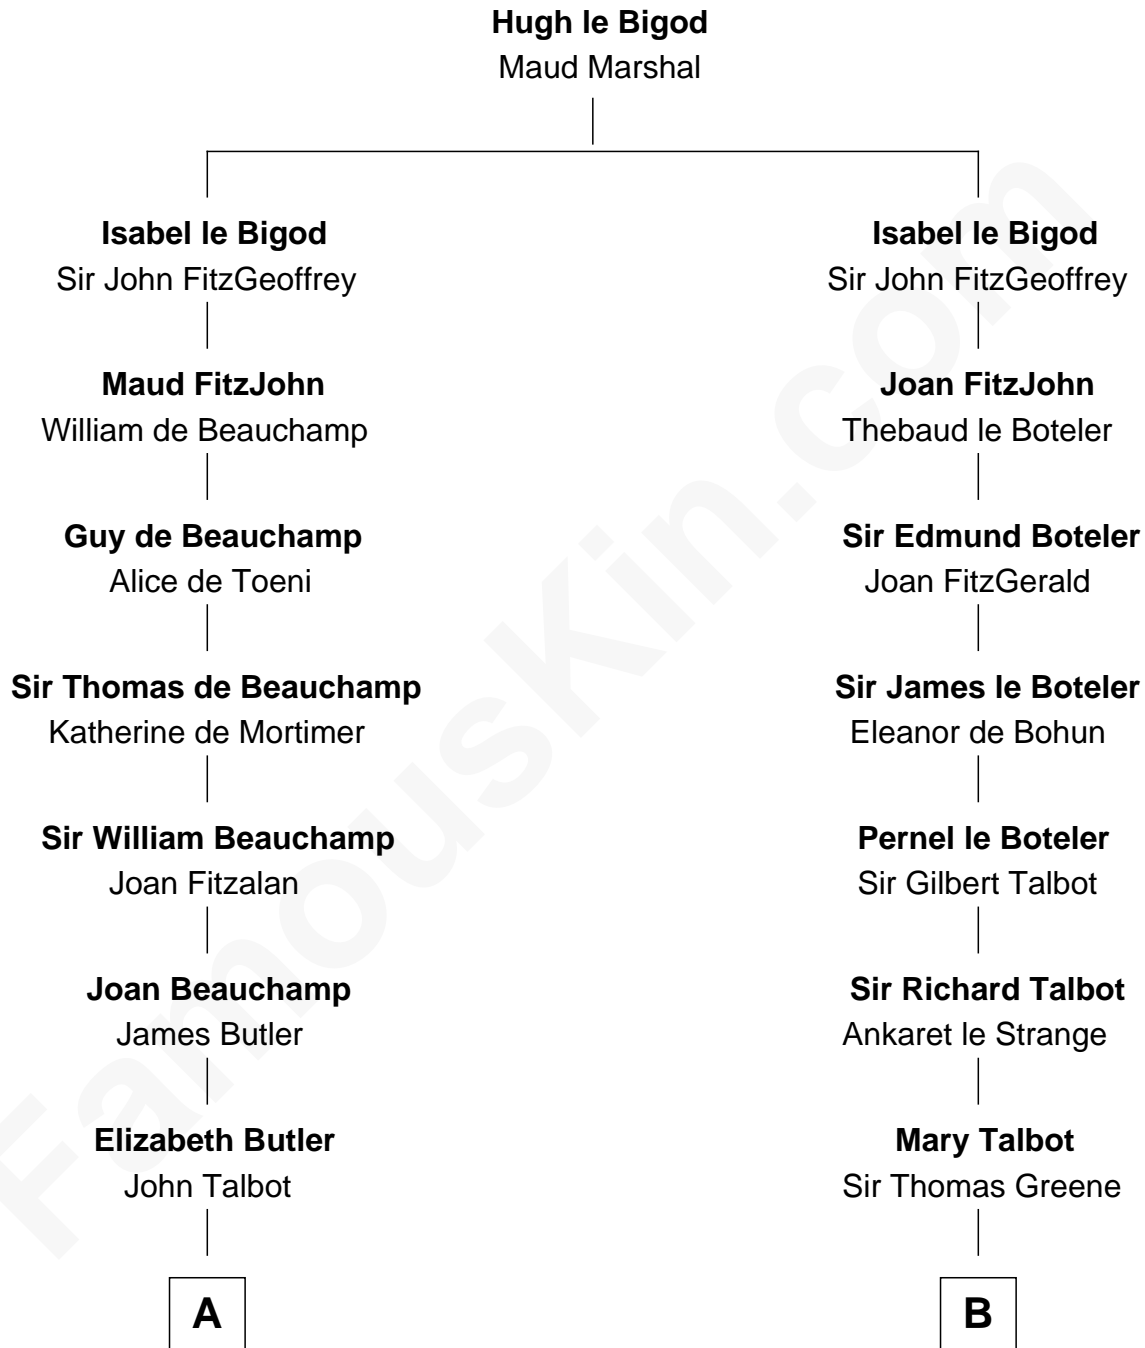 Hugh le Bigod
Maud Marshal
Isabel le Bigod
Sir John FitzGeoffrey
Isabel le Bigod
Sir John FitzGeoffrey
Maud FitzJohn
William de Beauchamp
Joan FitzJohn
Thebaud le Boteler
Guy de Beauchamp
Alice de Toeni
Sir Edmund Boteler
Joan FitzGerald
Sir Thomas de Beauchamp
Katherine de Mortimer
Sir James le Boteler
Eleanor de Bohun
Sir William Beauchamp
Joan Fitzalan
Pernel le Boteler
Sir Gilbert Talbot
Joan Beauchamp
James Butler
Sir Richard Talbot
Ankaret le Strange
Elizabeth Butler
John Talbot
Mary Talbot
Sir Thomas Greene
A
B
FamousKin.com